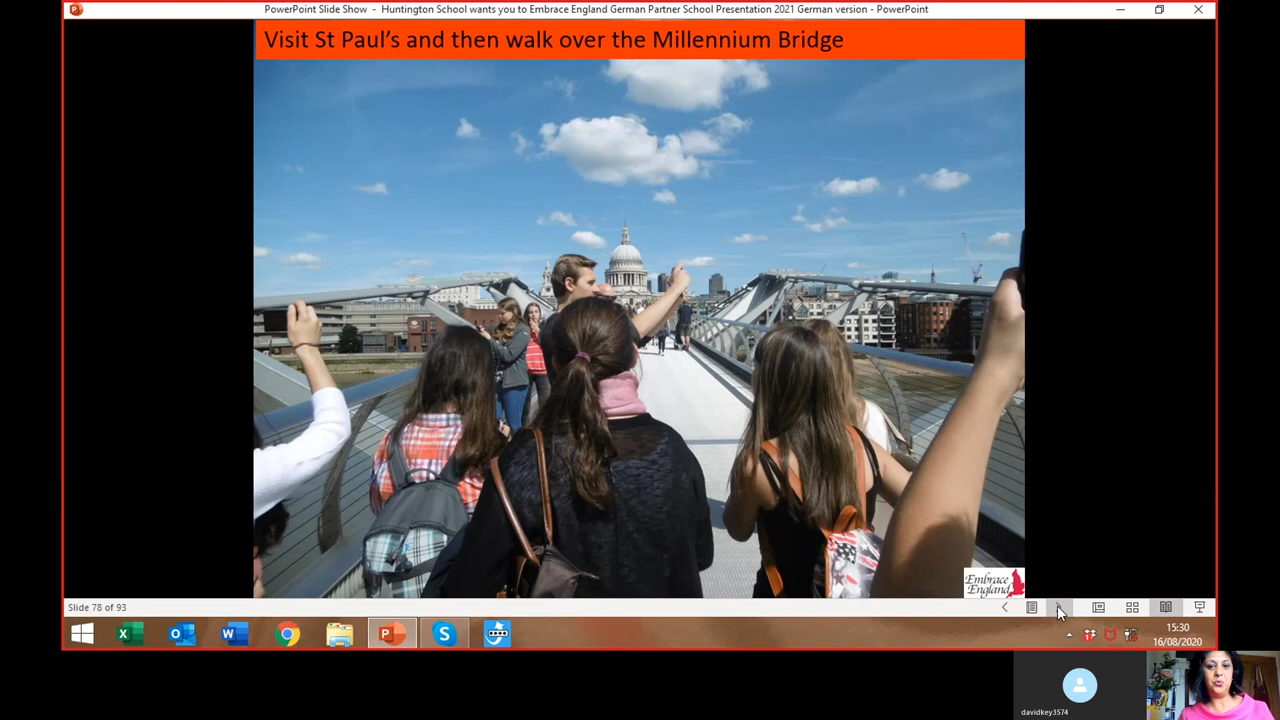 PowerPoint Slide Show - Huntington School wants you to Embrace England German Partner School Presentation 2021 German version - PowerPoint
Visit St Paul’s and then walk over the Millennium Bridge
Embrace
England
Slide 78 of 93
15:30
16/08/2020
davidkey3574